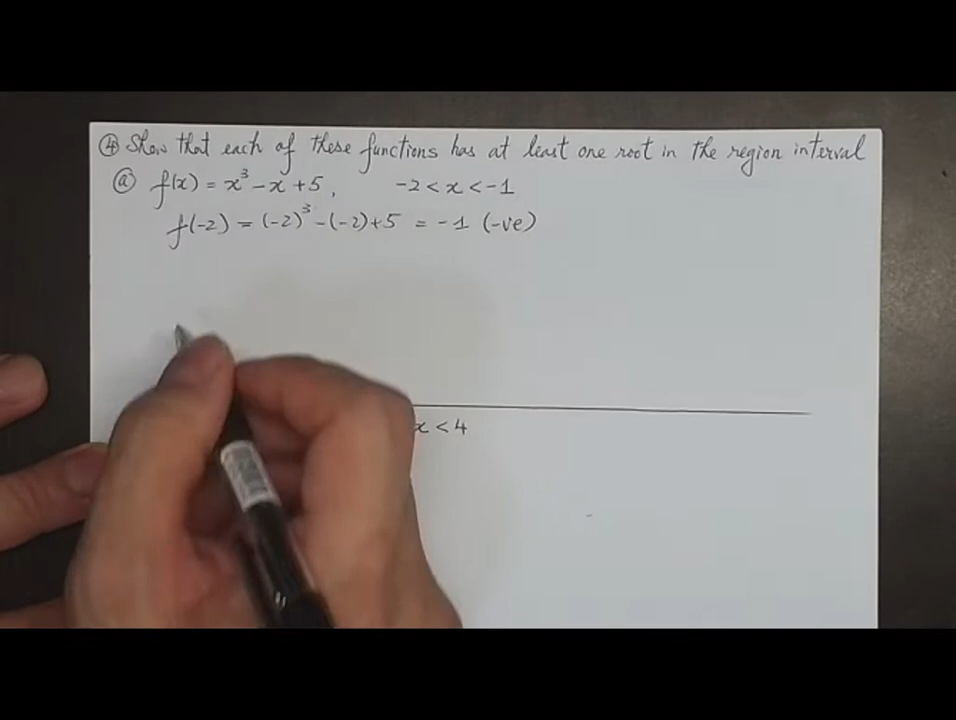 ④ Show that each of these functions has at least one root in the region interval
ⓐ f(x) = x³ - x + 5, -2 < x < -1
f(-2) = (-2)³ - (-2) + 5 = -1 (-ve)
x < 4